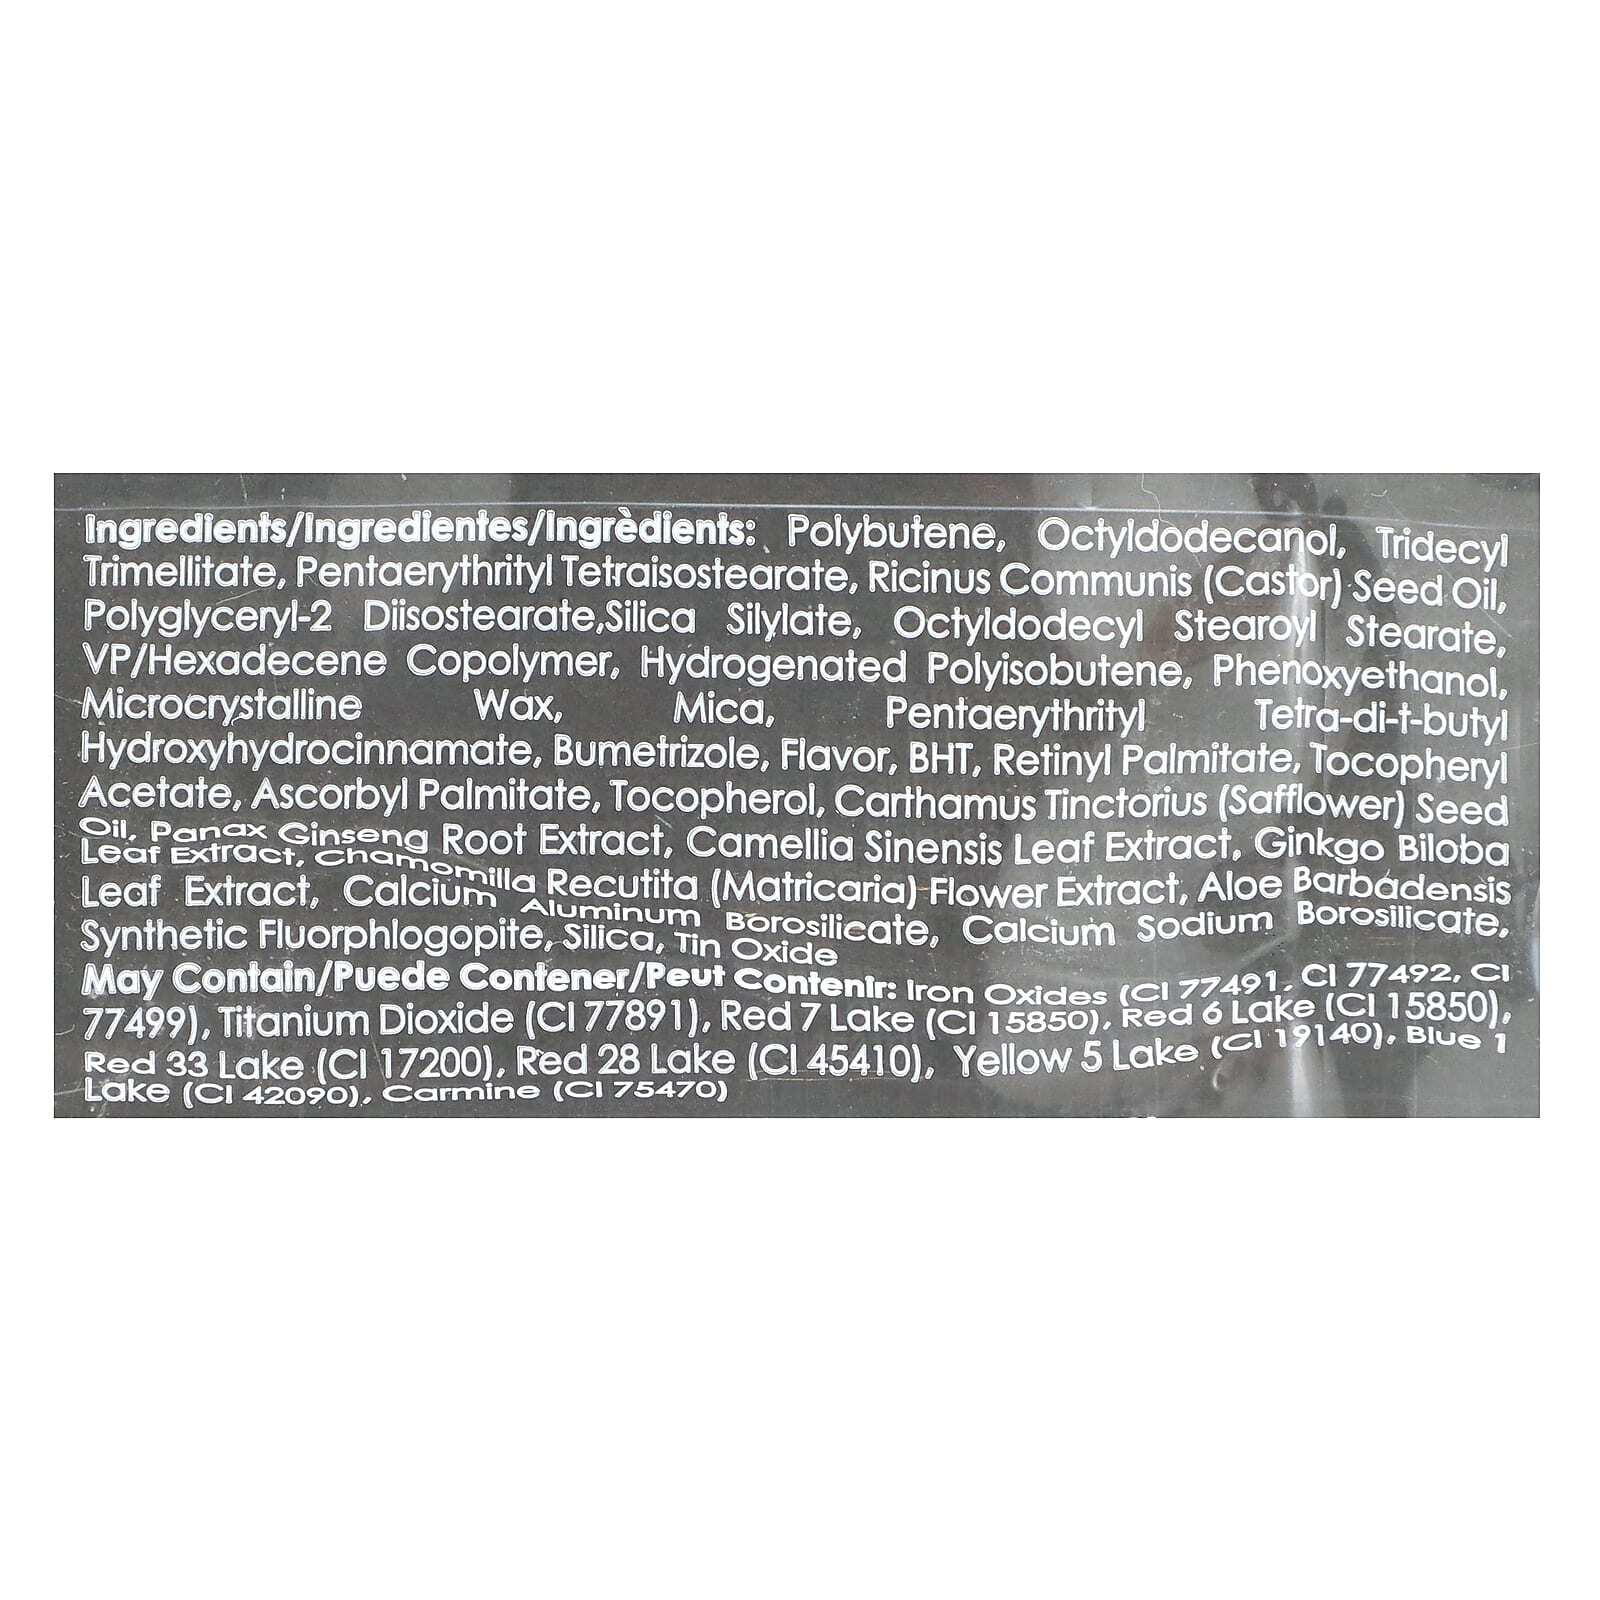 Ingredients/Ingredientes/Ingrèdients: Polybutene, Octyldodecanol, Tridecyl
Trimellitate, Pentaerythrityl Tetraisostearate, Ricinus Communis (Castor) Seed Oil,
Polyglyceryl-2 Diisostearate,Silica Silylate, Octyldodecyl Stearoyl Stearate,
VP/Hexadecene Copolymer, Hydrogenated Polyisobutene, Phenoxyethanol,
Microcrystalline Wax, Mica, Pentaerythrityl Tetra-di-t-butyl
Hydroxyhydrocinnamate, Bumetrizole, Flavor, BHT, Retinyl Palmitate, Tocopheryl
Acetate, Ascorbyl Palmitate, Tocopherol, Carthamus Tinctorius (Safflower) Seed
Oil, Panax Ginseng Root Extract, Camellia Sinensis Leaf Extract, Ginkgo Biloba
Leaf Extract, Chamomilla Recutita (Matricaria) Flower Extract, Aloe Barbadensis
Leaf Extract, Calcium Aluminum Borosilicate, Calcium Sodium Borosilicate,
Synthetic Fluorphlogopite, Silica, Tin Oxide
May Contain/Puede Contener/Peut Contenir: Iron Oxides (CI 77491, CI 77492, CI
77499), Titanium Dioxide (CI 77891), Red 7 Lake (CI 15850), Red 6 Lake (CI 15850),
Red 33 Lake (CI 17200), Red 28 Lake (CI 45410), Yellow 5 Lake (CI 19140), Blue 1
Lake (CI 42090), Carmine (CI 75470)